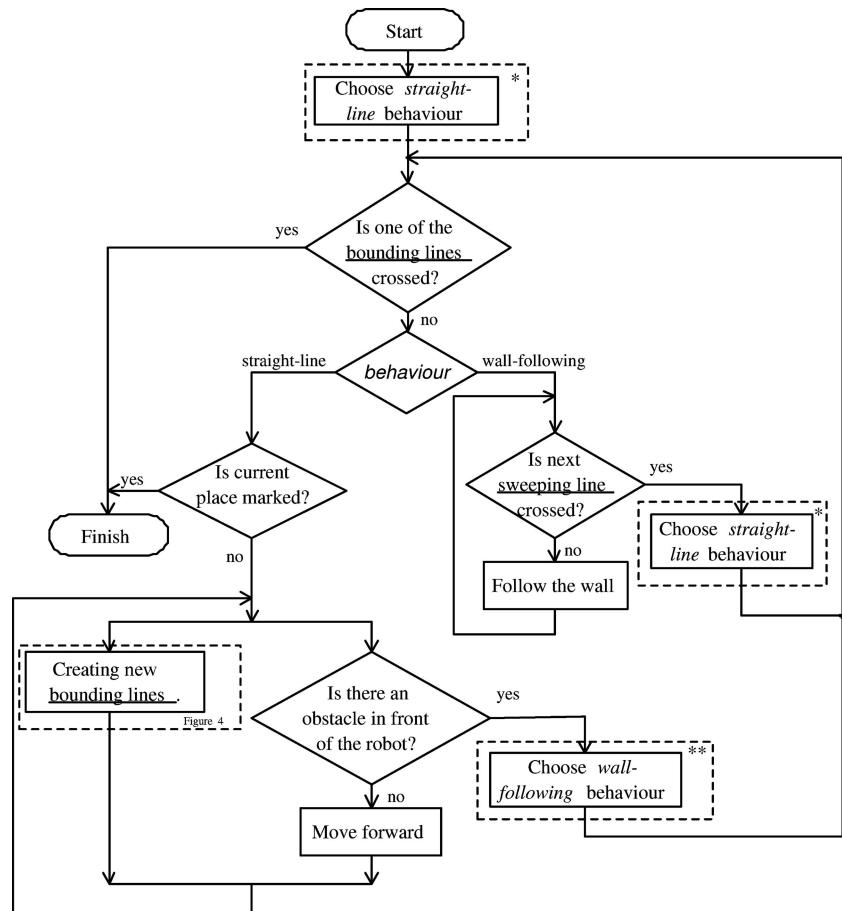 Start
Choose straight-
line behaviour
*
Is one of the
bounding lines
crossed?
yes
no
behaviour
straight-line
wall-following
Is current
place marked?
yes
no
Finish
Is next
sweeping line
crossed?
yes
no
Choose straight-
line behaviour
*
Follow the wall
Creating new
bounding lines .
Figure 4
Is there an
obstacle in front
of the robot?
yes
no
Choose wall-
following behaviour
**
Move forward